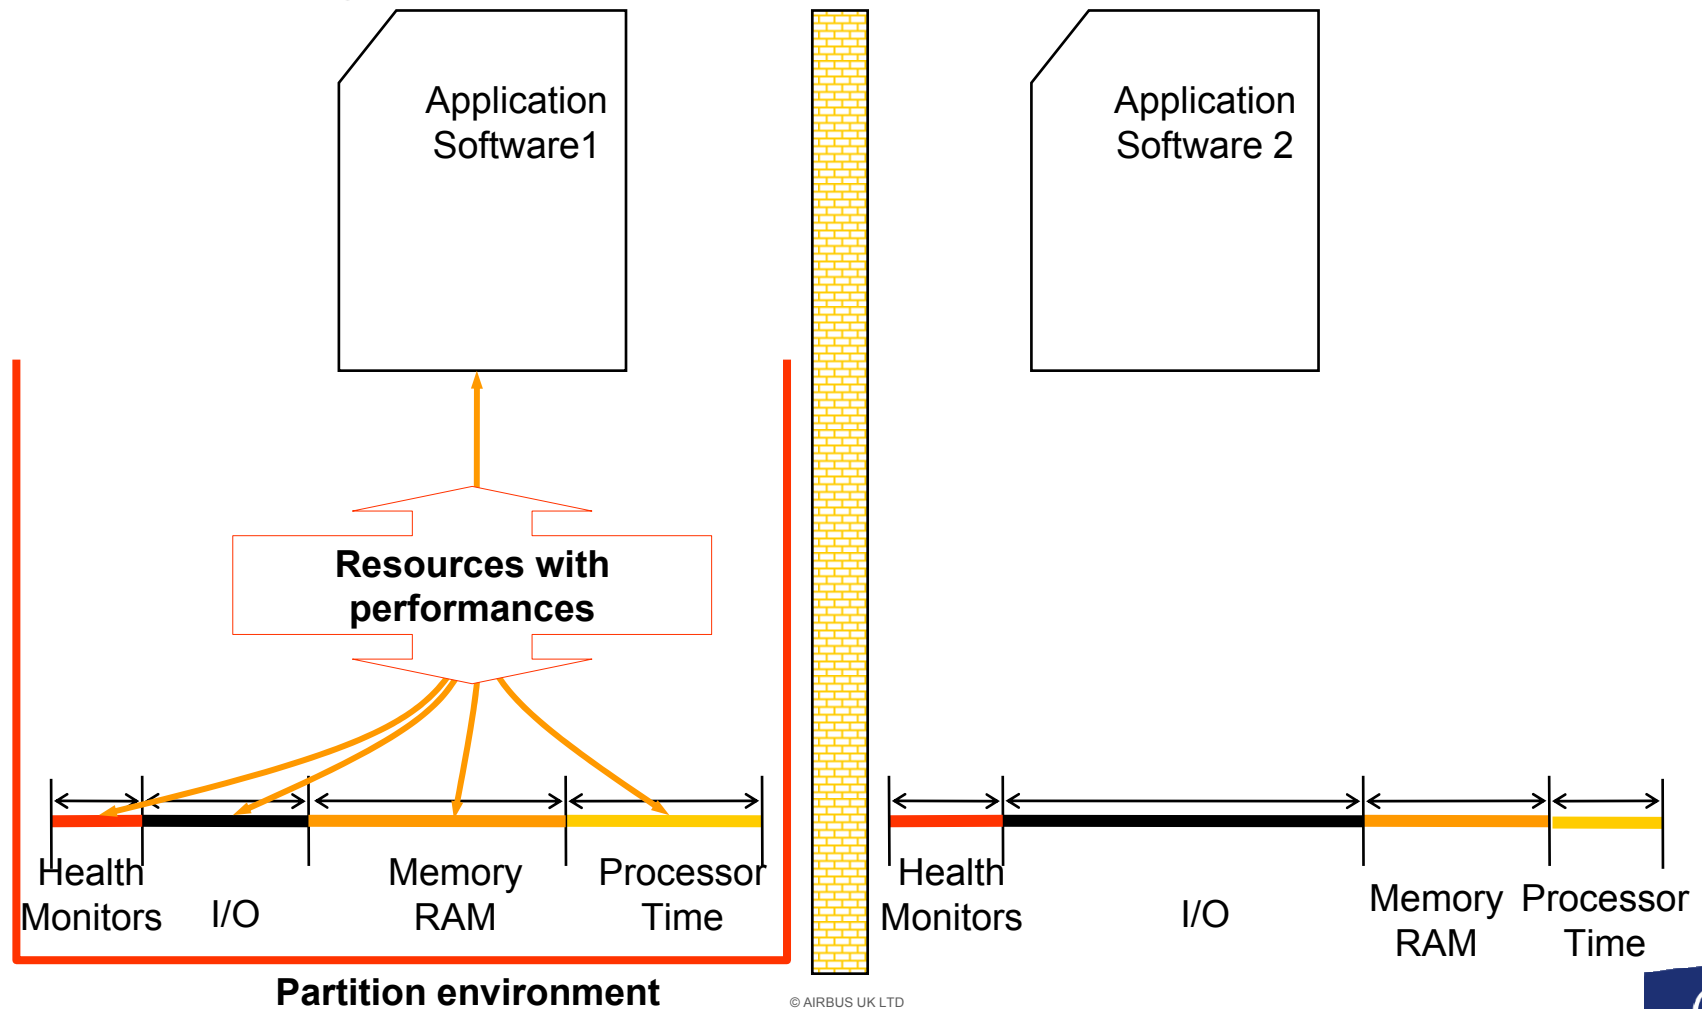 Application
Software1
Application
Software 2
Resources with
performances
Health
Monitors
I/O
Memory
RAM
Processor
Time
Health
Monitors
I/O
Memory
RAM
Processor
Time
Partition environment
© AIRBUS UK LTD